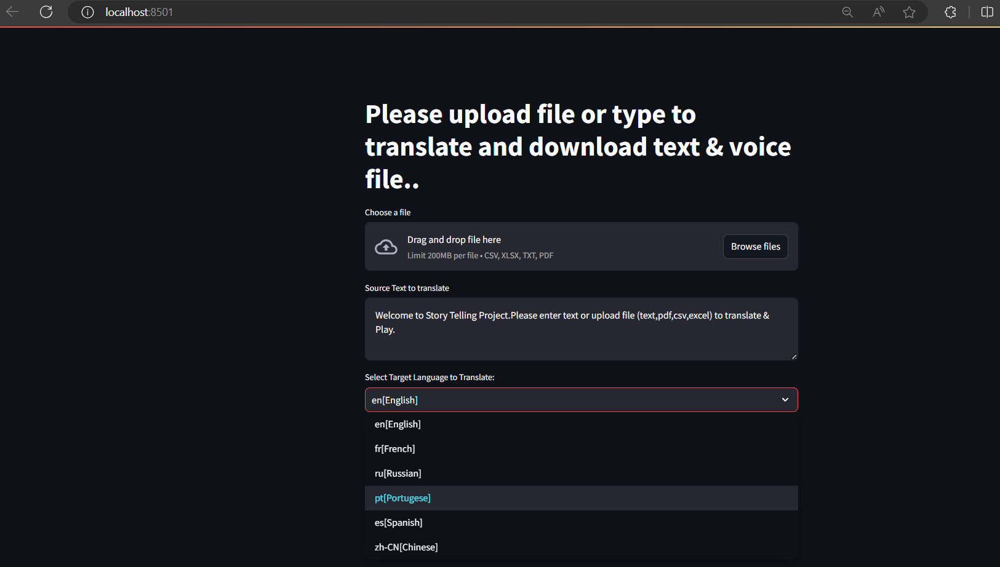 localhost:8501
Please upload file or type to
translate and download text & voice
file..
Choose a file
Drag and drop file here
Limit 200MB per file • CSV, XLSX, TXT, PDF
Browse files
Source Text to translate
Welcome to Story Telling Project.Please enter text or upload file (text,pdf,csv,excel) to translate &
Play.
Select Target Language to Translate:
en[English]
en[English]
fr[French]
ru[Russian]
pt[Portugese]
es[Spanish]
zh-CN[Chinese]